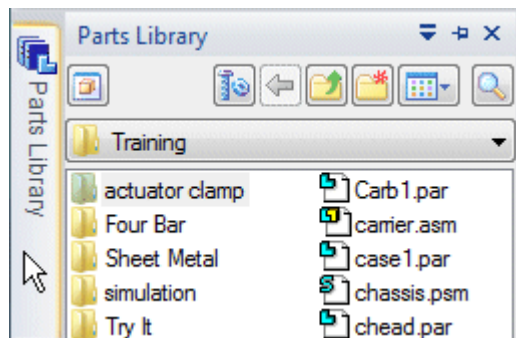 Parts Library
Parts Library
Training
actuator clamp
Four Bar
Sheet Metal
simulation
Try It
Carb1.par
carrier.asm
case1.par
chassis.psm
chead.par